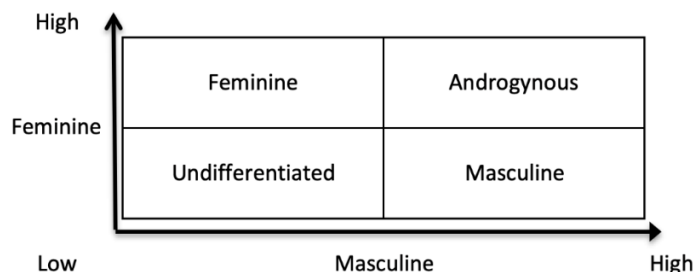 High
Feminine Androgynous
Feminine
Undifferentiated Masculine
Low Masculine High